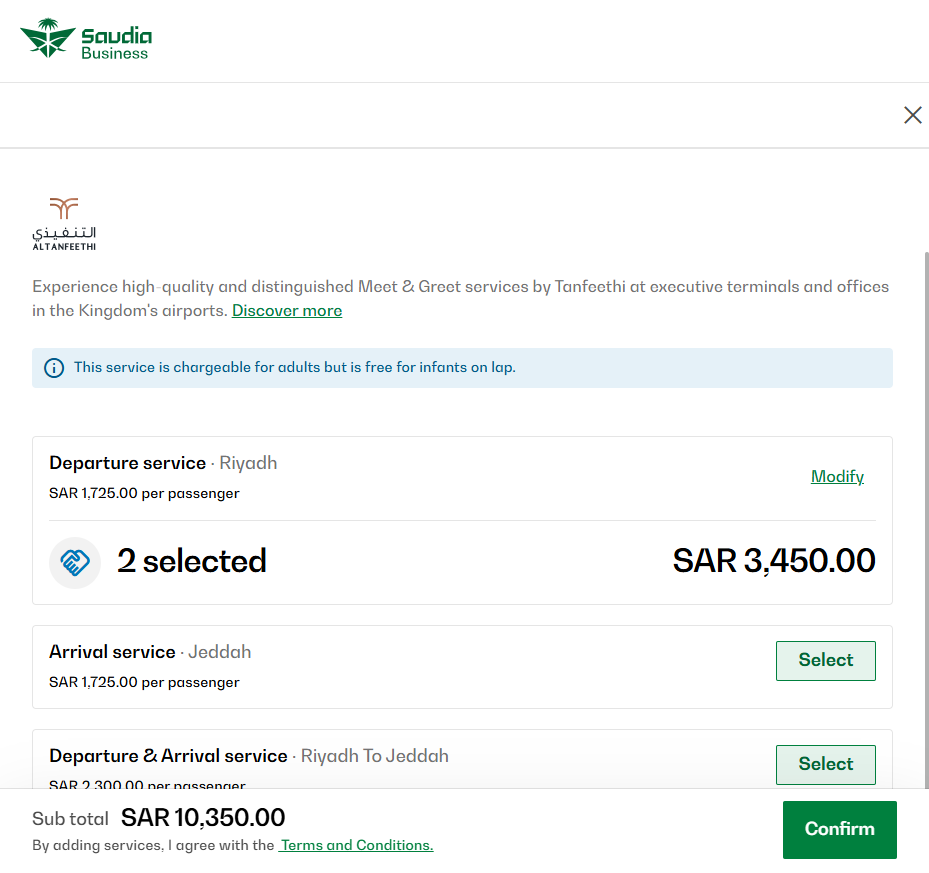 Saudia
Business
التنفيذي
ALTANFEETHI
Experience high-quality and distinguished Meet & Greet services by Tanfeethi at executive terminals and offices
in the Kingdom's airports. Discover more
This service is chargeable for adults but is free for infants on lap.
Departure service · Riyadh
SAR 1,725.00 per passenger
Modify
2 selected
SAR 3,450.00
Arrival service · Jeddah
SAR 1,725.00 per passenger
Select
Departure & Arrival service · Riyadh To Jeddah
SAR 2,300.00 per passenger
Select
Sub total SAR 10,350.00
By adding services, I agree with the Terms and Conditions.
Confirm